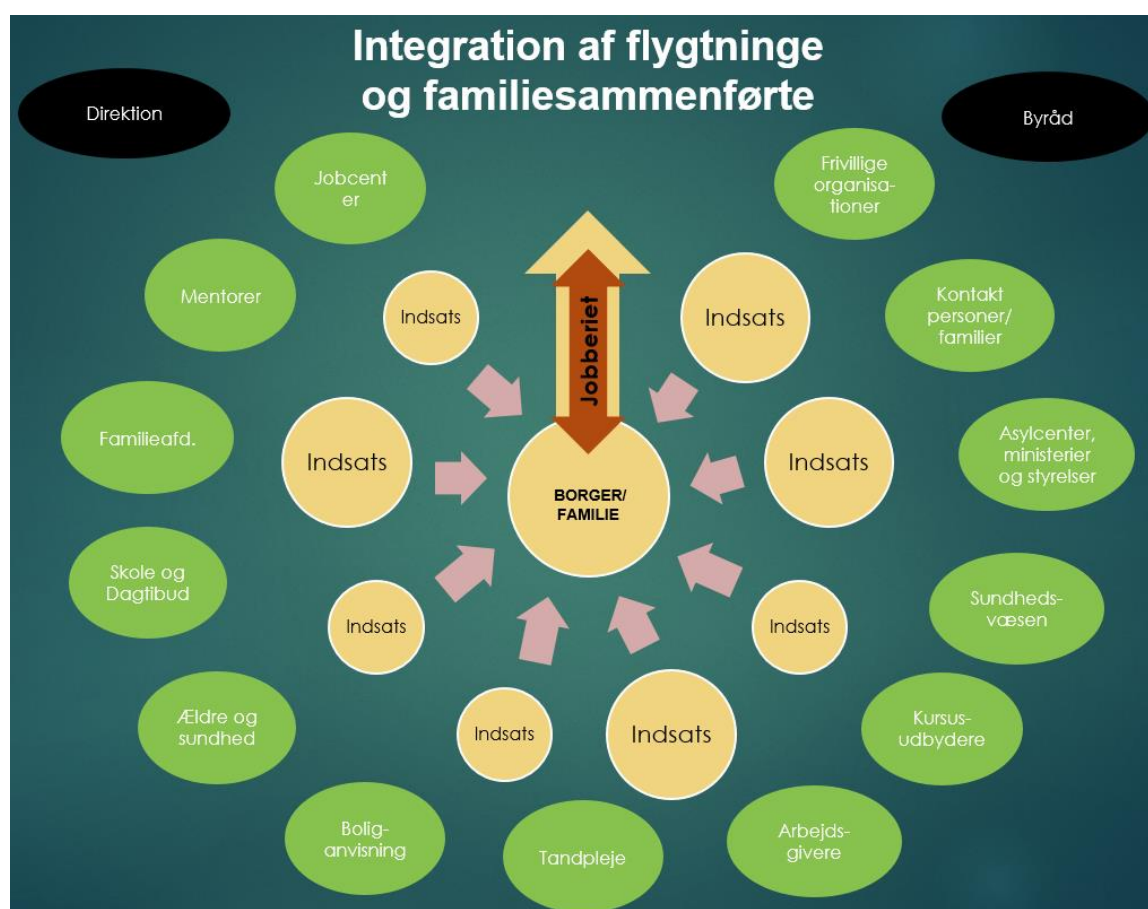 Integration af flygtninge
og familiesammenførte
Direktion
Byråd
Jobcent
er
Frivillige
organisa-
tioner
Mentorer
Kontakt
personer/
familier
Indsats
Indsats
Jobberiet
Familieafd.
Indsats
Indsats
Asylcenter,
ministerier
og styrelser
BORGER/
FAMILIE
Skole og
Dagtibud
Indsats
Indsats
Sundheds-
væsen
Ældre og
sundhed
Indsats
Indsats
Kursus-
udbydere
Bolig-
anvisning
Tandpleje
Arbejds-
givere